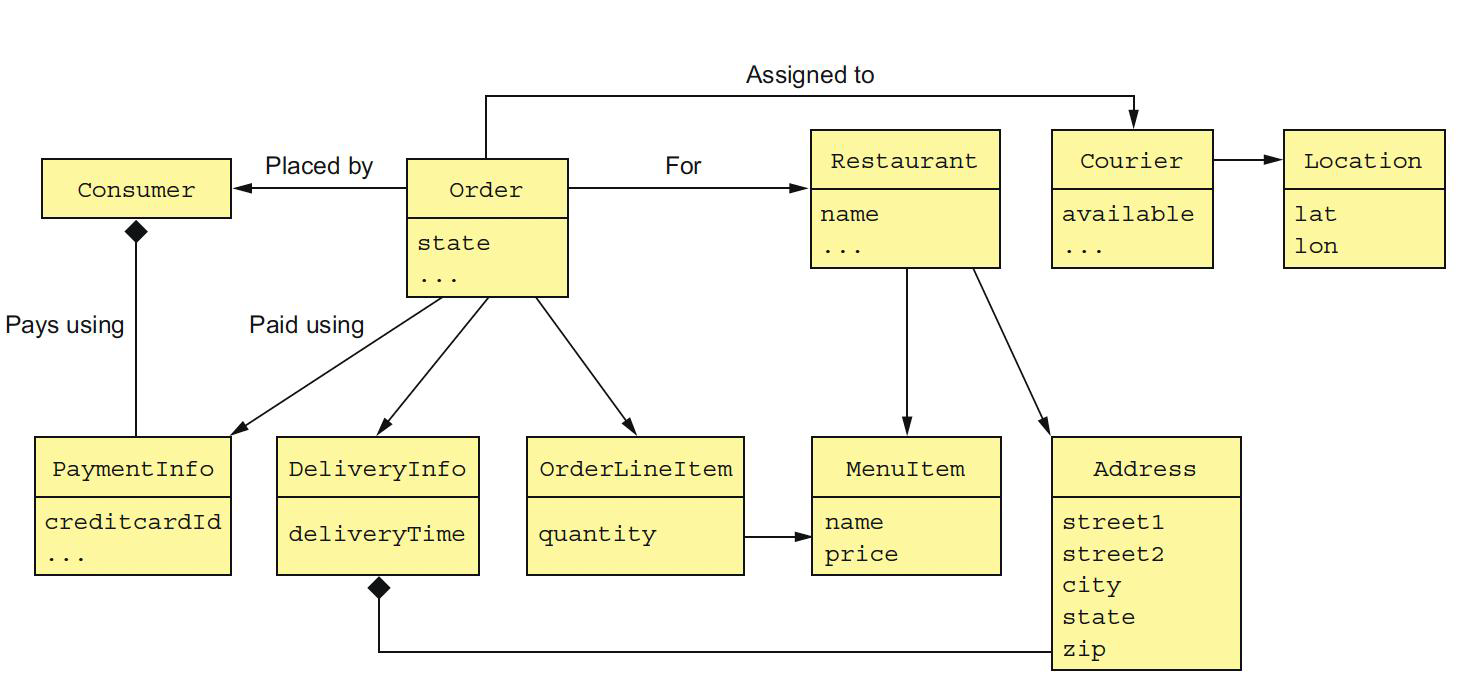 Assigned to
Consumer
Placed by
Order
state
...
For
Restaurant
name
...
Courier
available
...
Location
lat
lon
Pays using
Paid using
PaymentInfo
creditcardId
...
DeliveryInfo
deliveryTime
OrderLineItem
quantity
MenuItem
name
price
Address
street1
street2
city
state
zip